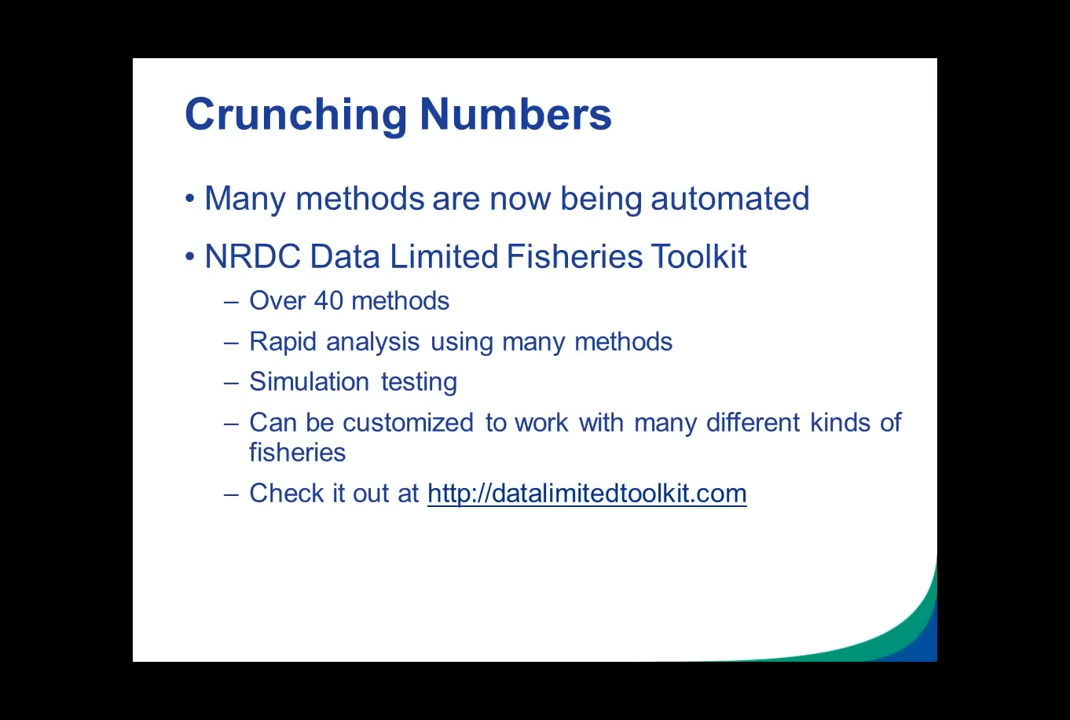 Crunching Numbers
• Many methods are now being automated
• NRDC Data Limited Fisheries Toolkit
– Over 40 methods
– Rapid analysis using many methods
– Simulation testing
– Can be customized to work with many different kinds of
fisheries
– Check it out at http://datalimitedtoolkit.com